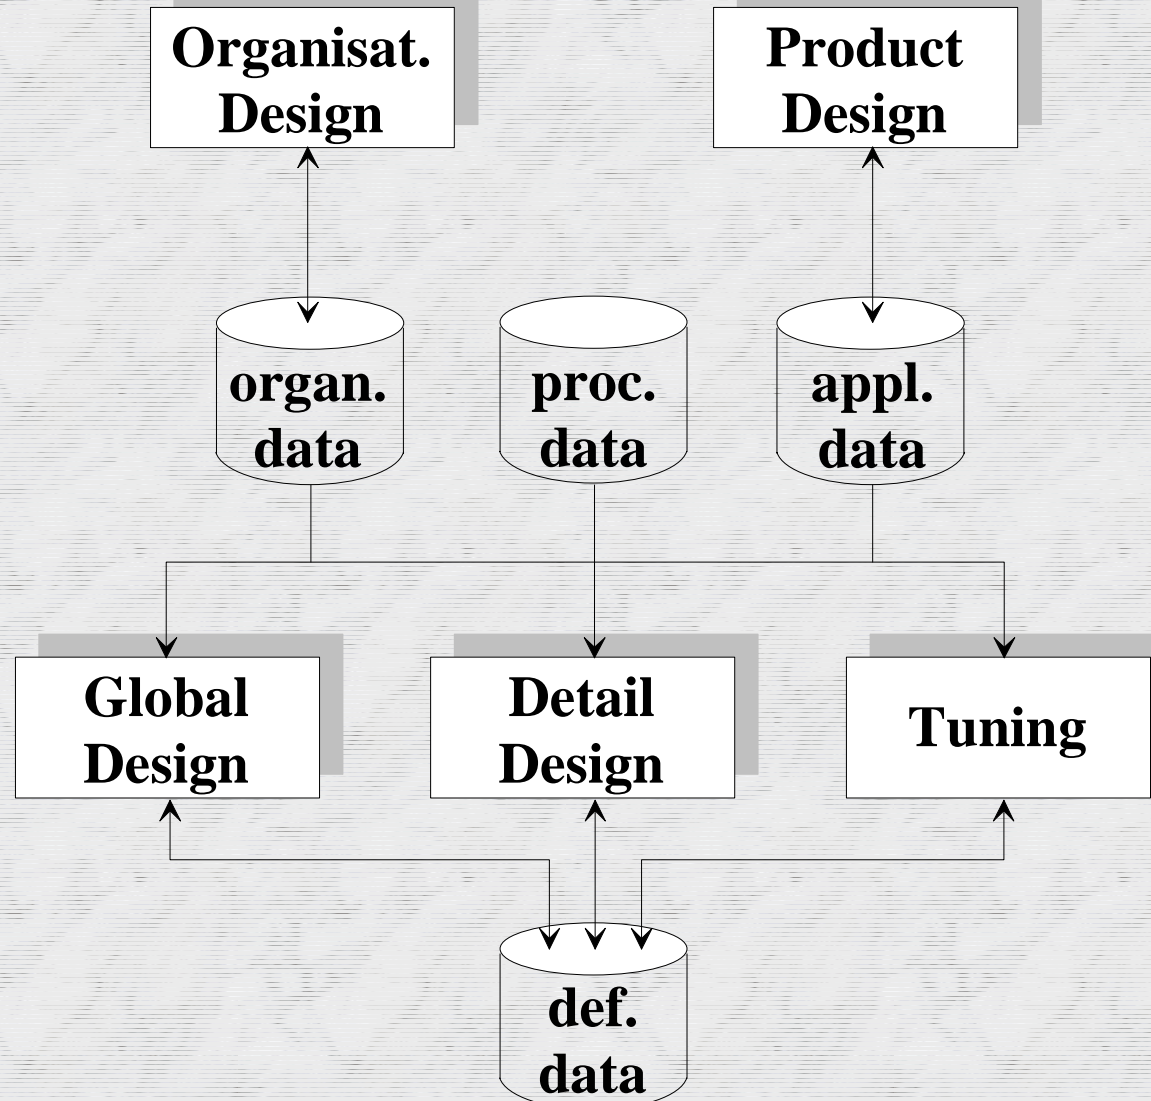 Organisat.
Design
Product
Design
organ.
data
proc.
data
appl.
data
Global
Design
Detail
Design
Tuning
def.
data